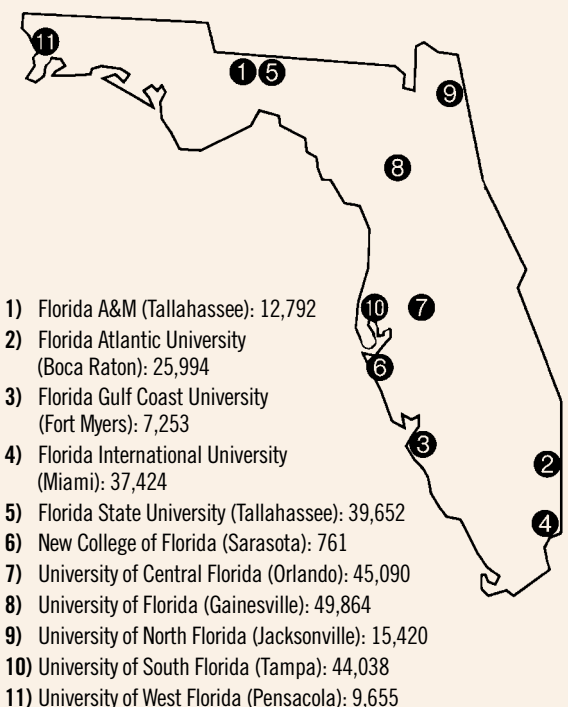 11
1 5
9
8
10 7
6
3
2
4
1) Florida A&M (Tallahassee): 12,792
2) Florida Atlantic University
(Boca Raton): 25,994
3) Florida Gulf Coast University
(Fort Myers): 7,253
4) Florida International University
(Miami): 37,424
5) Florida State University (Tallahassee): 39,652
6) New College of Florida (Sarasota): 761
7) University of Central Florida (Orlando): 45,090
8) University of Florida (Gainesville): 49,864
9) University of North Florida (Jacksonville): 15,420
10) University of South Florida (Tampa): 44,038
11) University of West Florida (Pensacola): 9,655